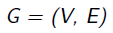 G = (V, E)